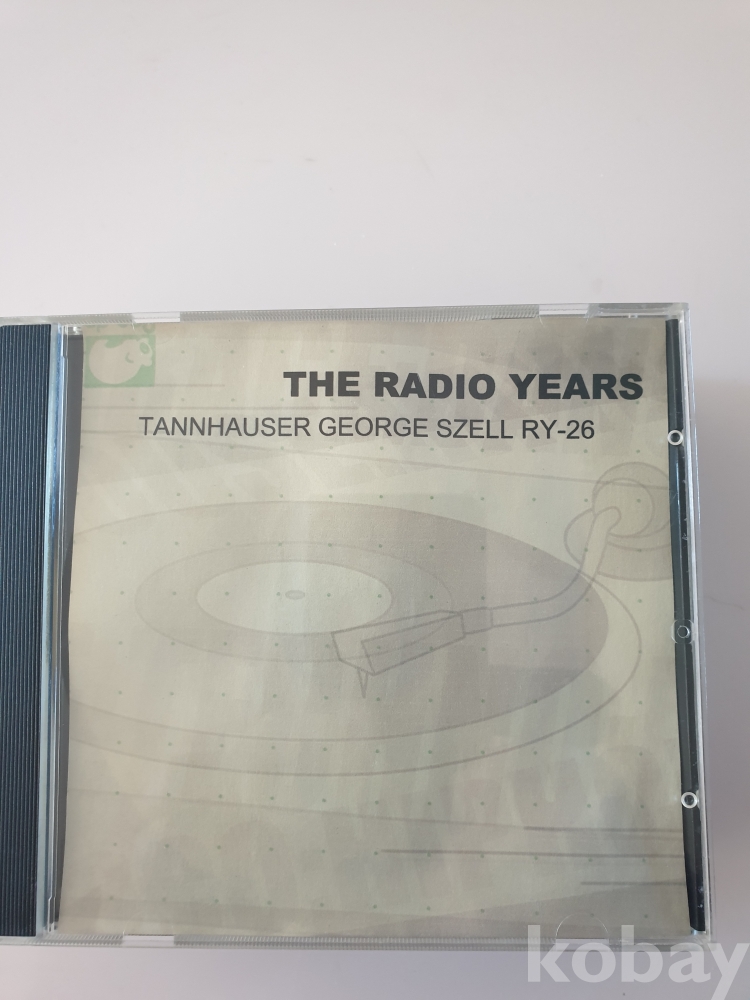 THE RADIO YEARS
TANNHAUSER GEORGE SZELL RY-26
kobay